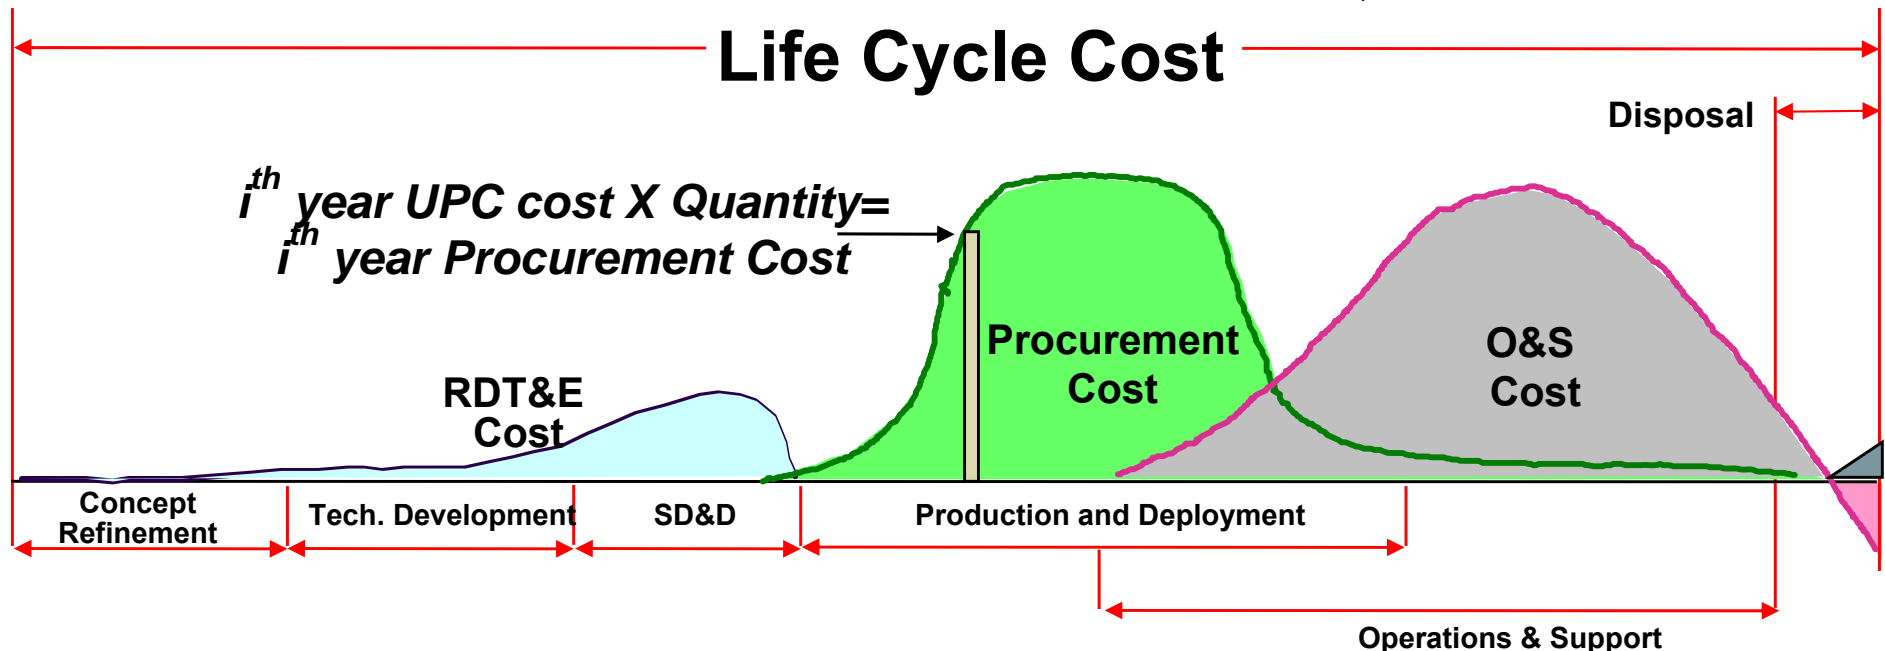 Life Cycle Cost
Disposal
ith year UPC cost X Quantity=
ith year Procurement Cost
Procurement
Cost
O&S
Cost
RDT&E
Cost
Concept
Refinement
Tech. Development
SD&D
Production and Deployment
Operations & Support